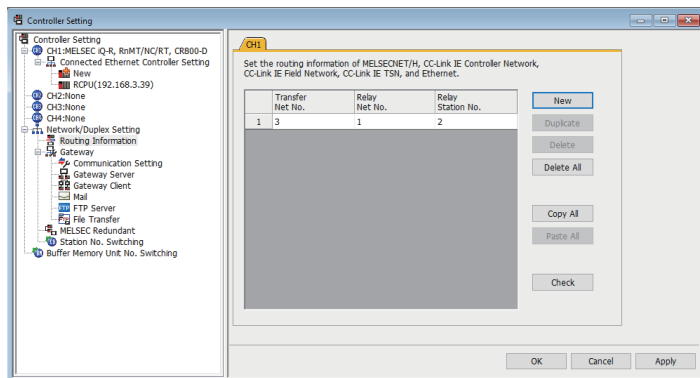 Controller Setting
Controller Setting
CH1:MELSEC iQ-R, RnMT/NC/RT, CR800-D
Connected Ethernet Controller Setting
New
RCPU(192.168.3.39)
CH2:None
CH3:None
CH4:None
Network/Duplex Setting
Routing Information
Gateway
Communication Setting
Gateway Server
Gateway Client
Mail
FTP Server
File Transfer
MELSEC Redundant
Station No. Switching
Buffer Memory Unit No. Switching
CH1
Set the routing information of MELSECNET/H, CC-Link IE Controller Network,
CC-Link IE Field Network, CC-Link IE TSN, and Ethernet.
Transfer Net No. Relay Net No. Relay Station No.
1 3 1 2
New
Duplicate
Delete
Delete All
Copy All
Paste All
Check
OK Cancel Apply